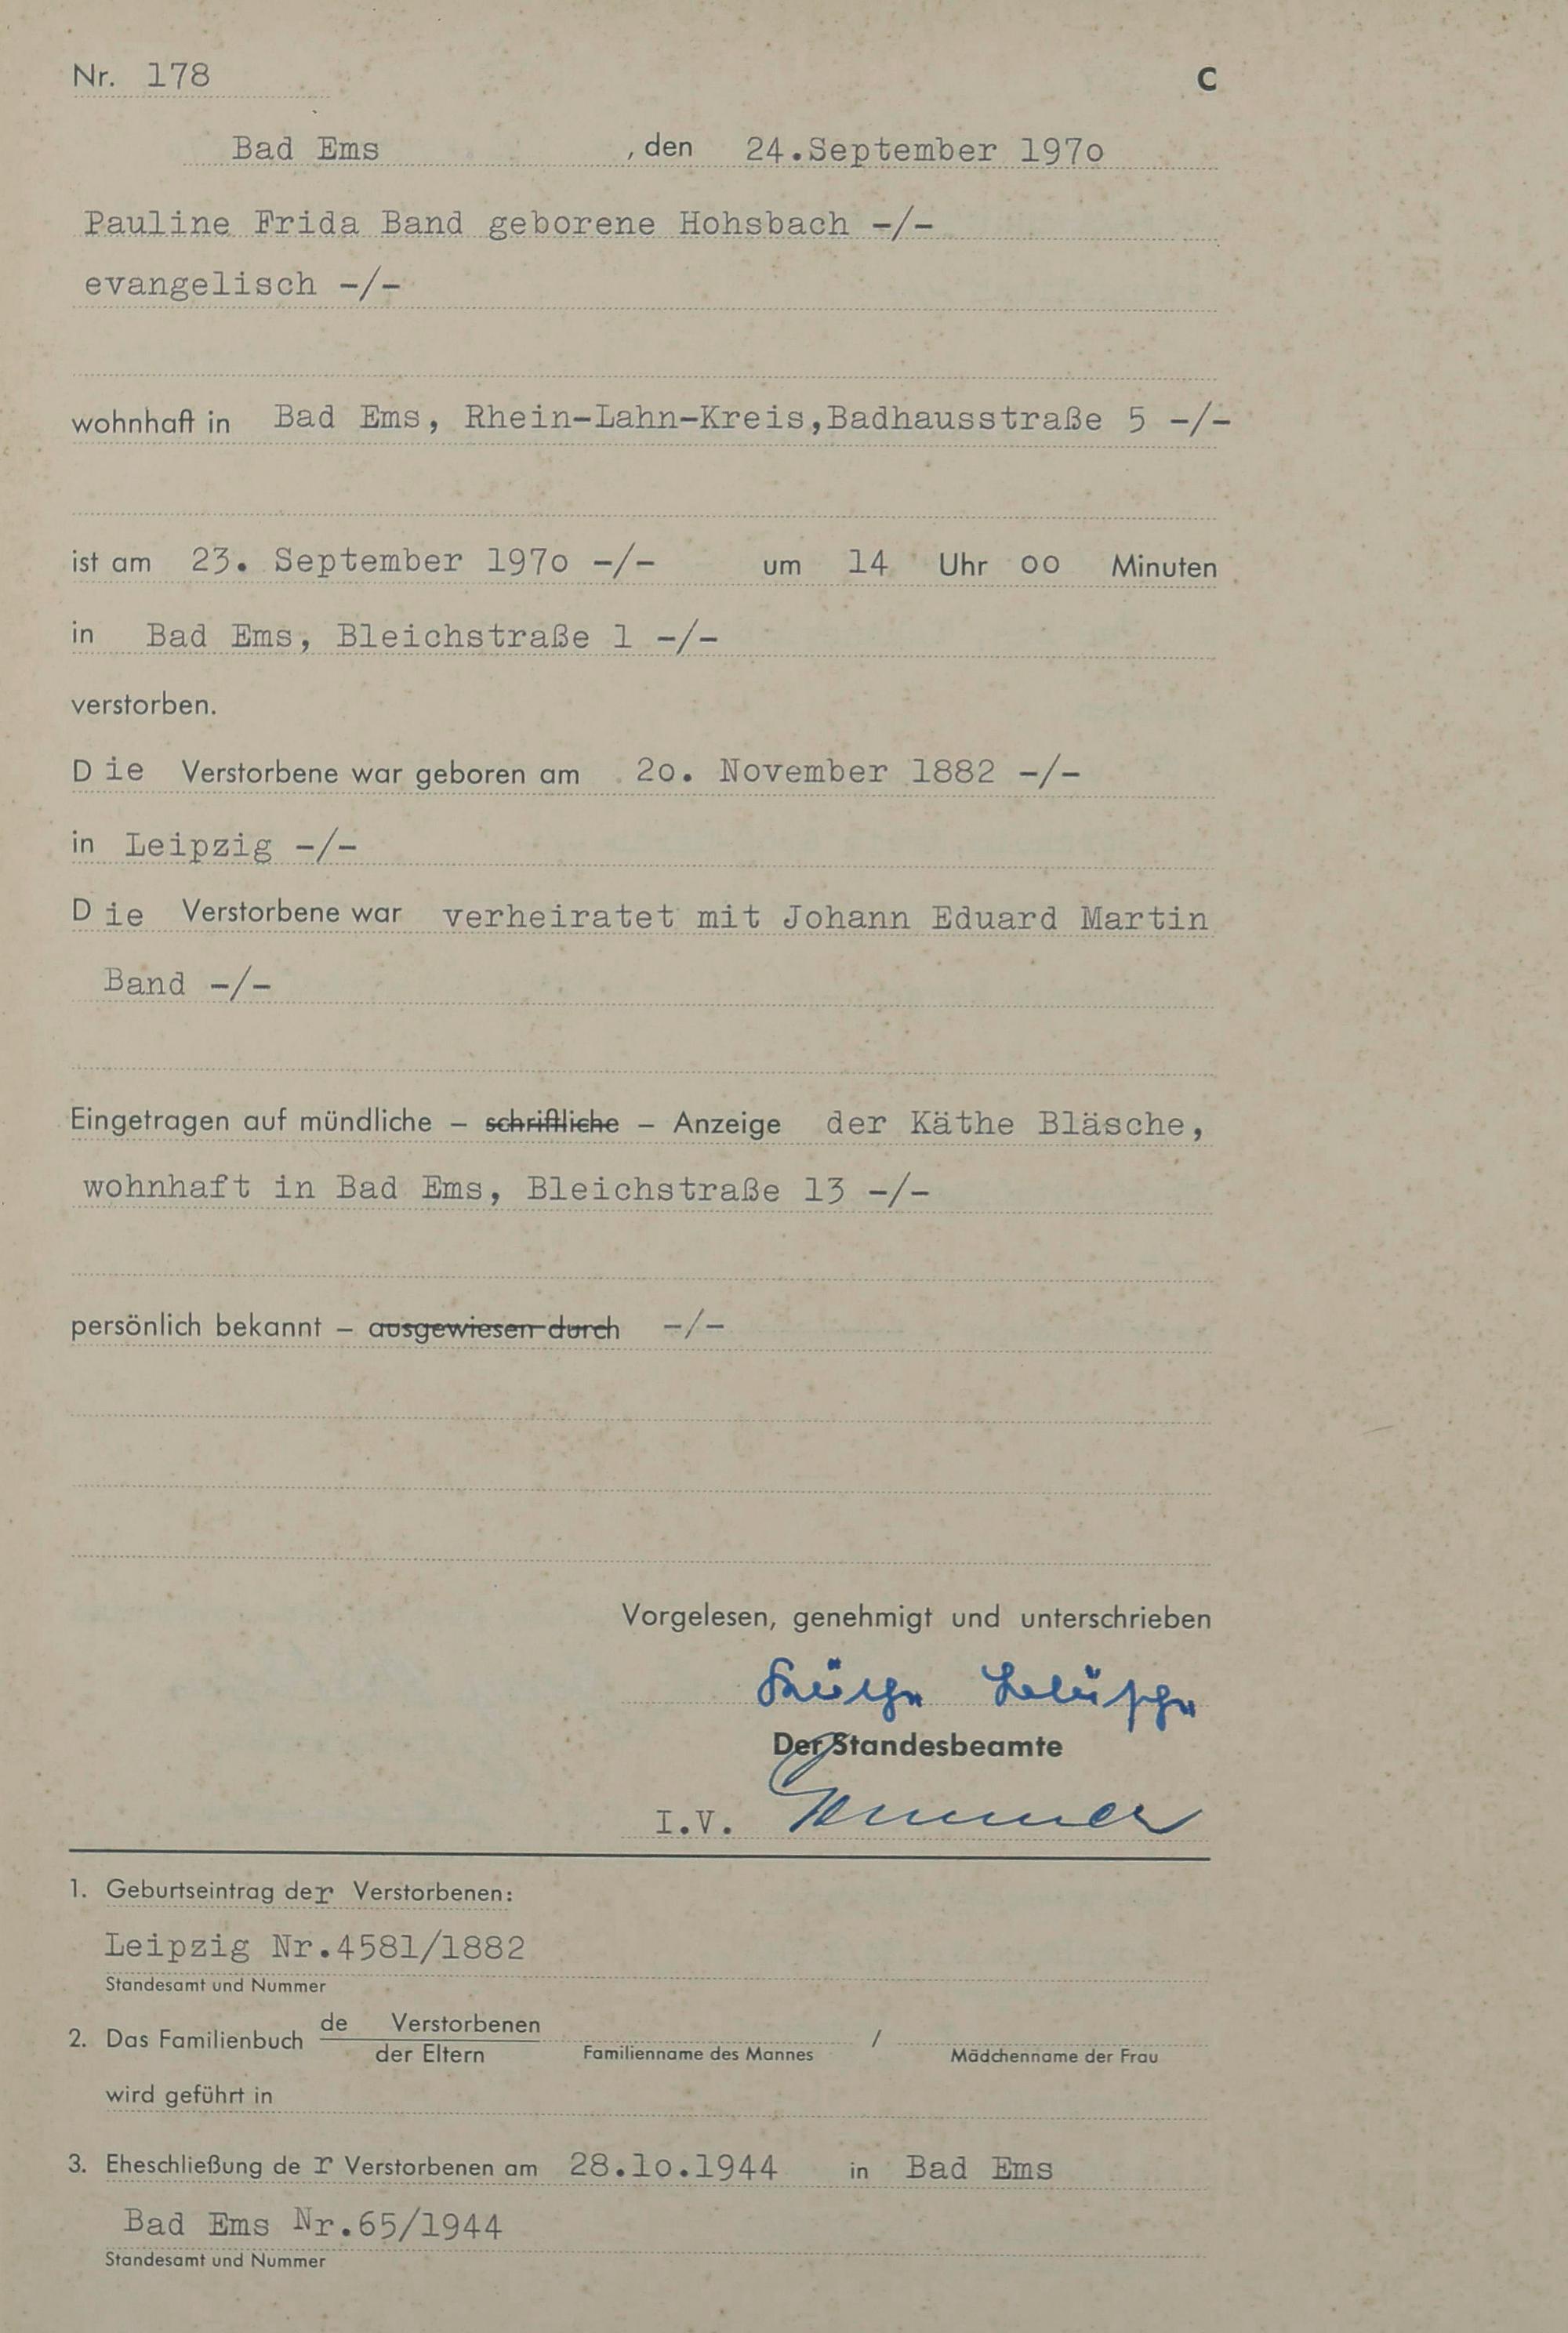 Nr. 178 C
Bad Ems , den 24.September 197o
Pauline Frida Band geborene Hohsbach -/-
evangelisch -/-
wohnhaft in Bad Ems, Rhein-Lahn-Kreis,Badhausstraße 5 -/-
ist am 23. September 197o -/- um 14 Uhr oo Minuten
in Bad Ems, Bleichstraße 1 -/-
verstorben.
Die Verstorbene war geboren am 2o. November 1882 -/-
in Leipzig -/-
Die Verstorbene war verheiratet mit Johann Eduard Martin
Band -/-
Eingetragen auf mündliche – schriftliche – Anzeige der Käthe Bläsche,
wohnhaft in Bad Ems, Bleichstraße 13 -/-
persönlich bekannt – ausgewiesen durch -/-
Vorgelesen, genehmigt und unterschrieben
Käthe Bläsche
Der Standesbeamte
I.V.
1. Geburtseintrag der Verstorbenen:
Leipzig Nr.4581/1882
Standesamt und Nummer
2. Das Familienbuch de Verstorbenen
der Eltern Familienname des Mannes / Mädchenname der Frau
wird geführt in
3. Eheschließung der Verstorbenen am 28.1o.1944 in Bad Ems
Bad Ems Nr.65/1944
Standesamt und Nummer